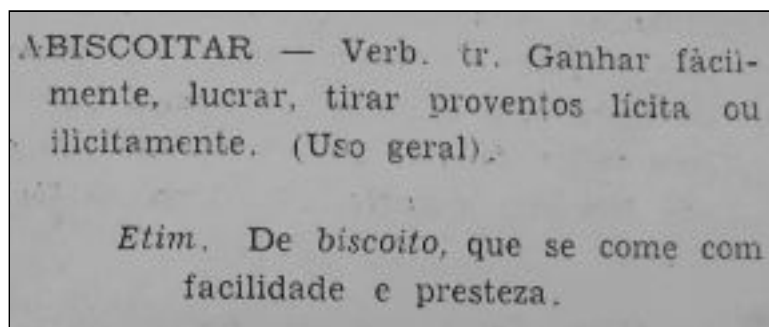 ABISCOITAR — Verb. tr. Ganhar fàcil-
mente, lucrar, tirar proventos lícita ou
ilìcitamente. (Uso geral).
Etim. De biscoito, que se come com
facilidade e presteza.